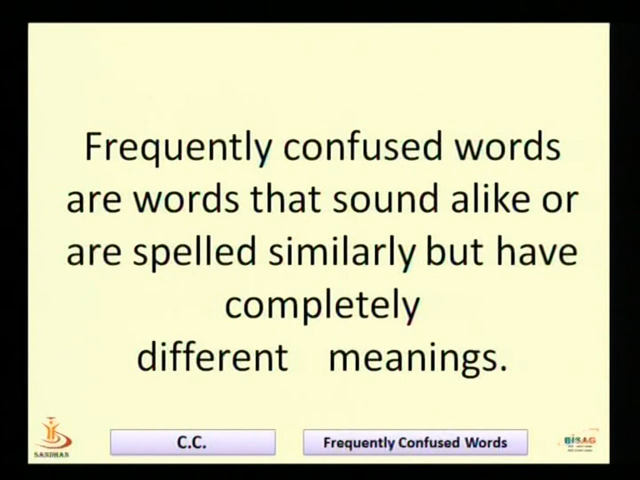 Frequently confused words
are words that sound alike or
are spelled similarly but have
completely
different meanings.
SANDHAN
C.C.
Frequently Confused Words
BISAG